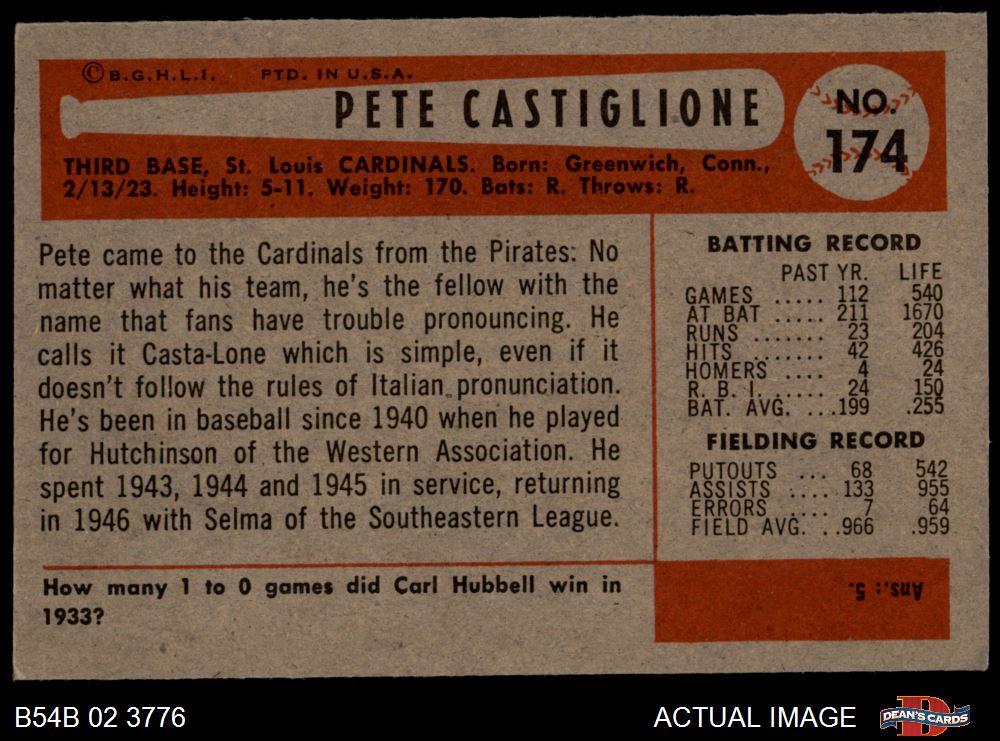 © B.G.H.L.I. PTD. IN U.S.A.
PETE CASTIGLIONE
NO.
174
THIRD BASE, St. Louis CARDINALS. Born: Greenwich, Conn.,
2/13/23. Height: 5-11. Weight: 170. Bats: R. Throws: R.
Pete came to the Cardinals from the Pirates: No
matter what his team, he's the fellow with the
name that fans have trouble pronouncing. He
calls it Casta-Lone which is simple, even if it
doesn't follow the rules of Italian pronunciation.
He's been in baseball since 1940 when he played
for Hutchinson of the Western Association. He
spent 1943, 1944 and 1945 in service, returning
in 1946 with Selma of the Southeastern League.
BATTING RECORD
PAST YR. LIFE
GAMES ..... 112 540
AT BAT ..... 211 1670
RUNS ...... 23 204
HITS ....... 42 426
HOMERS .... 4 24
R. B. I. ..... 24 150
BAT. AVG. ...199 .255
FIELDING RECORD
PUTOUTS ... 68 542
ASSISTS .... 133 955
ERRORS .... 7 64
FIELD AVG. ..966 .959
How many 1 to 0 games did Carl Hubbell win in
1933?
Ans.: 5.
B54B 02 3776
ACTUAL IMAGE
DEAN'S CARDS